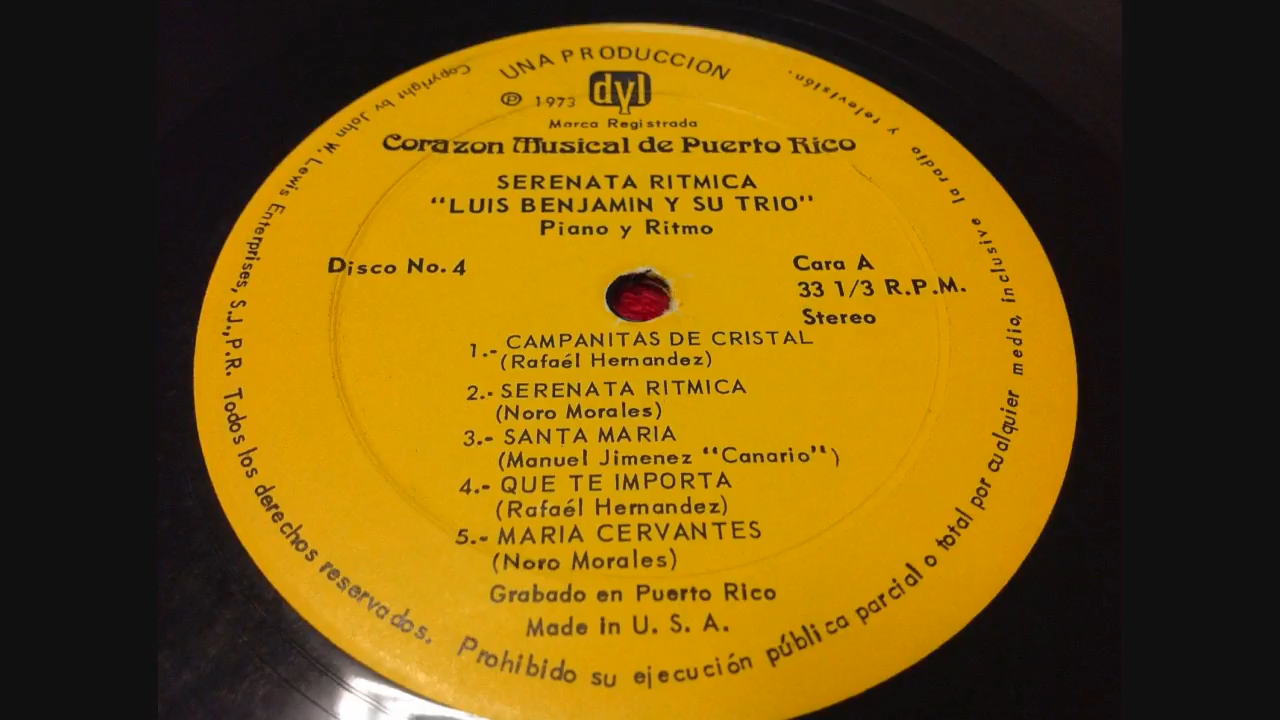 UNA PRODUCCION
dyl
℗ 1973
Marca Registrada
Corazon Musical de Puerto Rico
SERENATA RITMICA
"LUIS BENJAMIN Y SU TRIO"
Piano y Ritmo
Disco No. 4
Cara A
33 1/3 R.P.M.
Stereo
1.- CAMPANITAS DE CRISTAL
(Rafaél Hernandez)
2.- SERENATA RITMICA
(Noro Morales)
3.- SANTA MARIA
(Manuel Jimenez "Canario")
4.- QUE TE IMPORTA
(Rafaél Hernandez)
5.- MARIA CERVANTES
(Noro Morales)
Grabado en Puerto Rico
Made in U. S. A.
Copyright by John W. Lewis Enterprises, S.J., P.R. Todos los derechos reservados. Prohibido su ejecución pública parcial o total por cualquier medio, inclusive la radio y televisión.